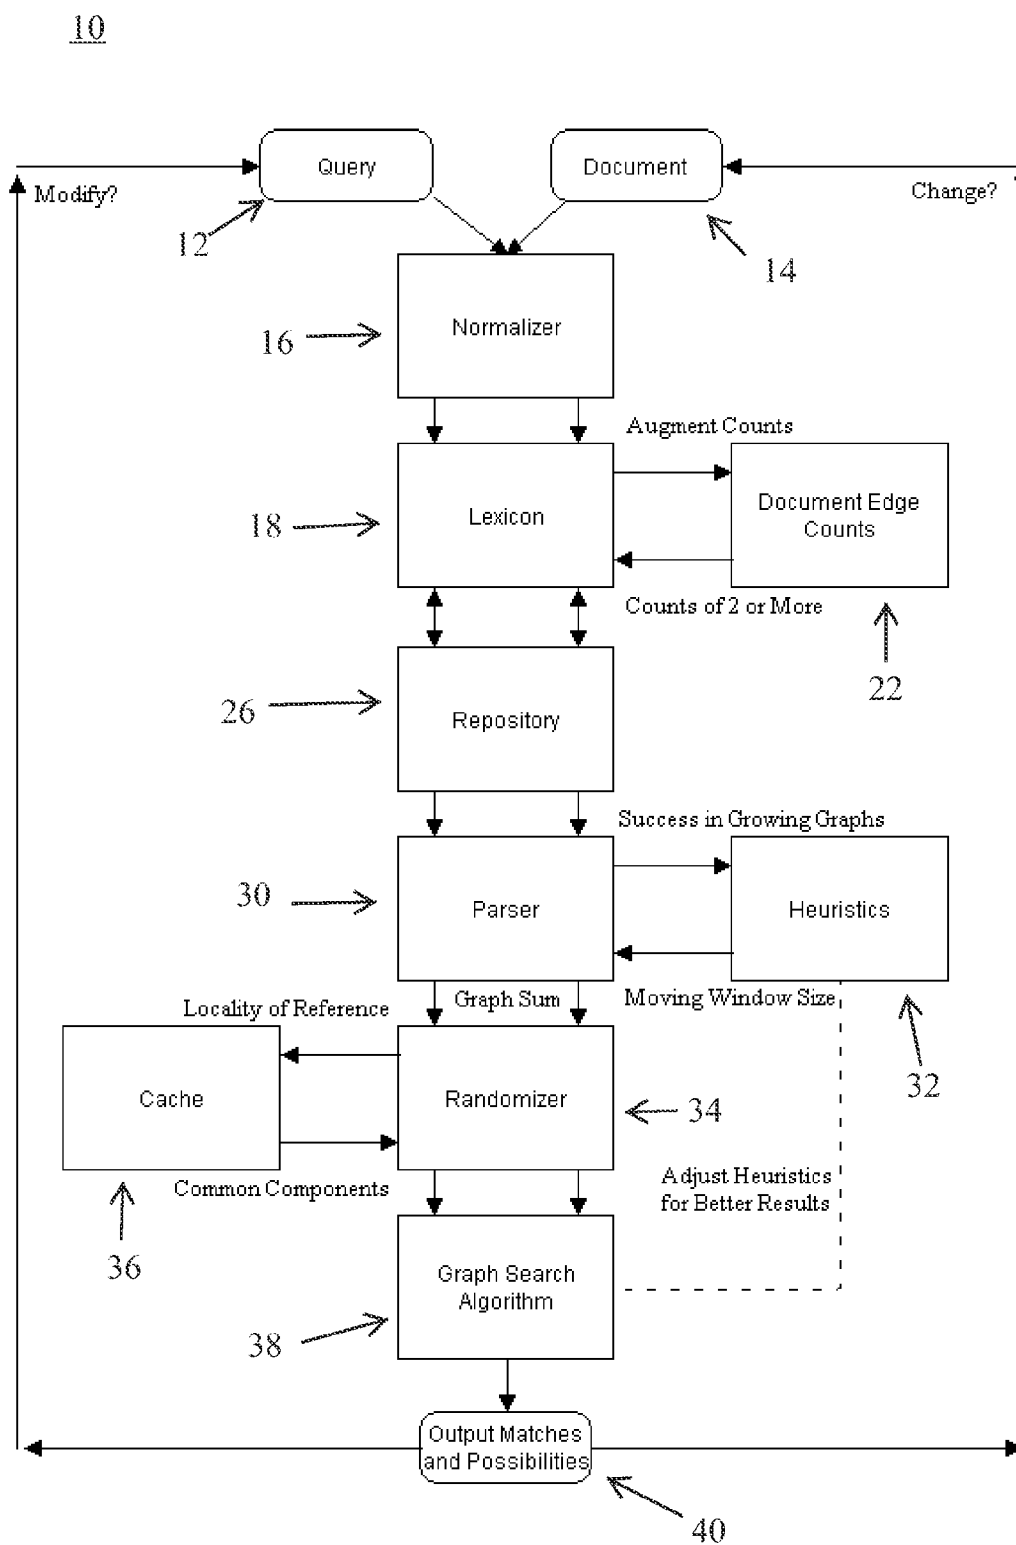 10
Query
Document
Modify?
Change?
12
14
Normalizer
16
Augment Counts
Lexicon
Document Edge
Counts
18
Counts of 2 or More
22
26
Repository
Success in Growing Graphs
30
Parser
Heuristics
Graph Sum
Moving Window Size
Locality of Reference
32
Cache
Randomizer
34
Common Components
Adjust Heuristics
for Better Results
36
Graph Search
Algorithm
38
Output Matches
and Possibilities
40